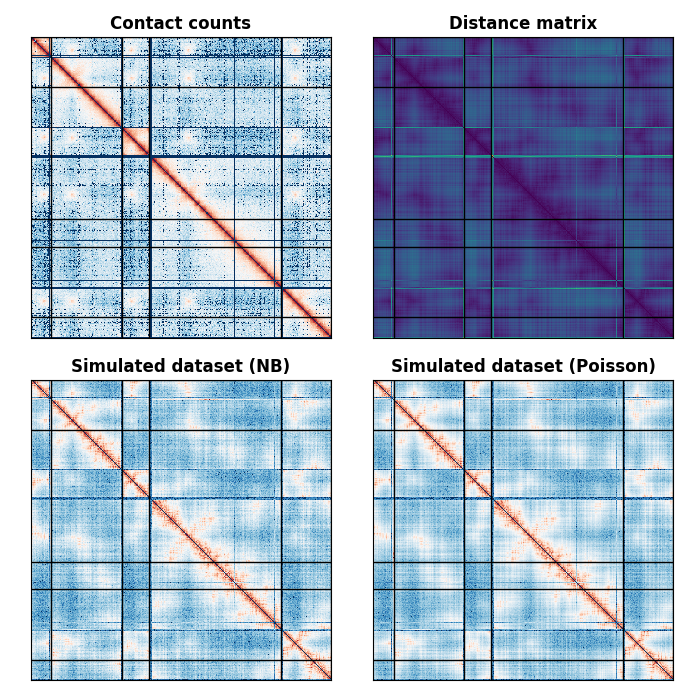 Contact counts
Distance matrix
Simulated dataset (NB)
Simulated dataset (Poisson)